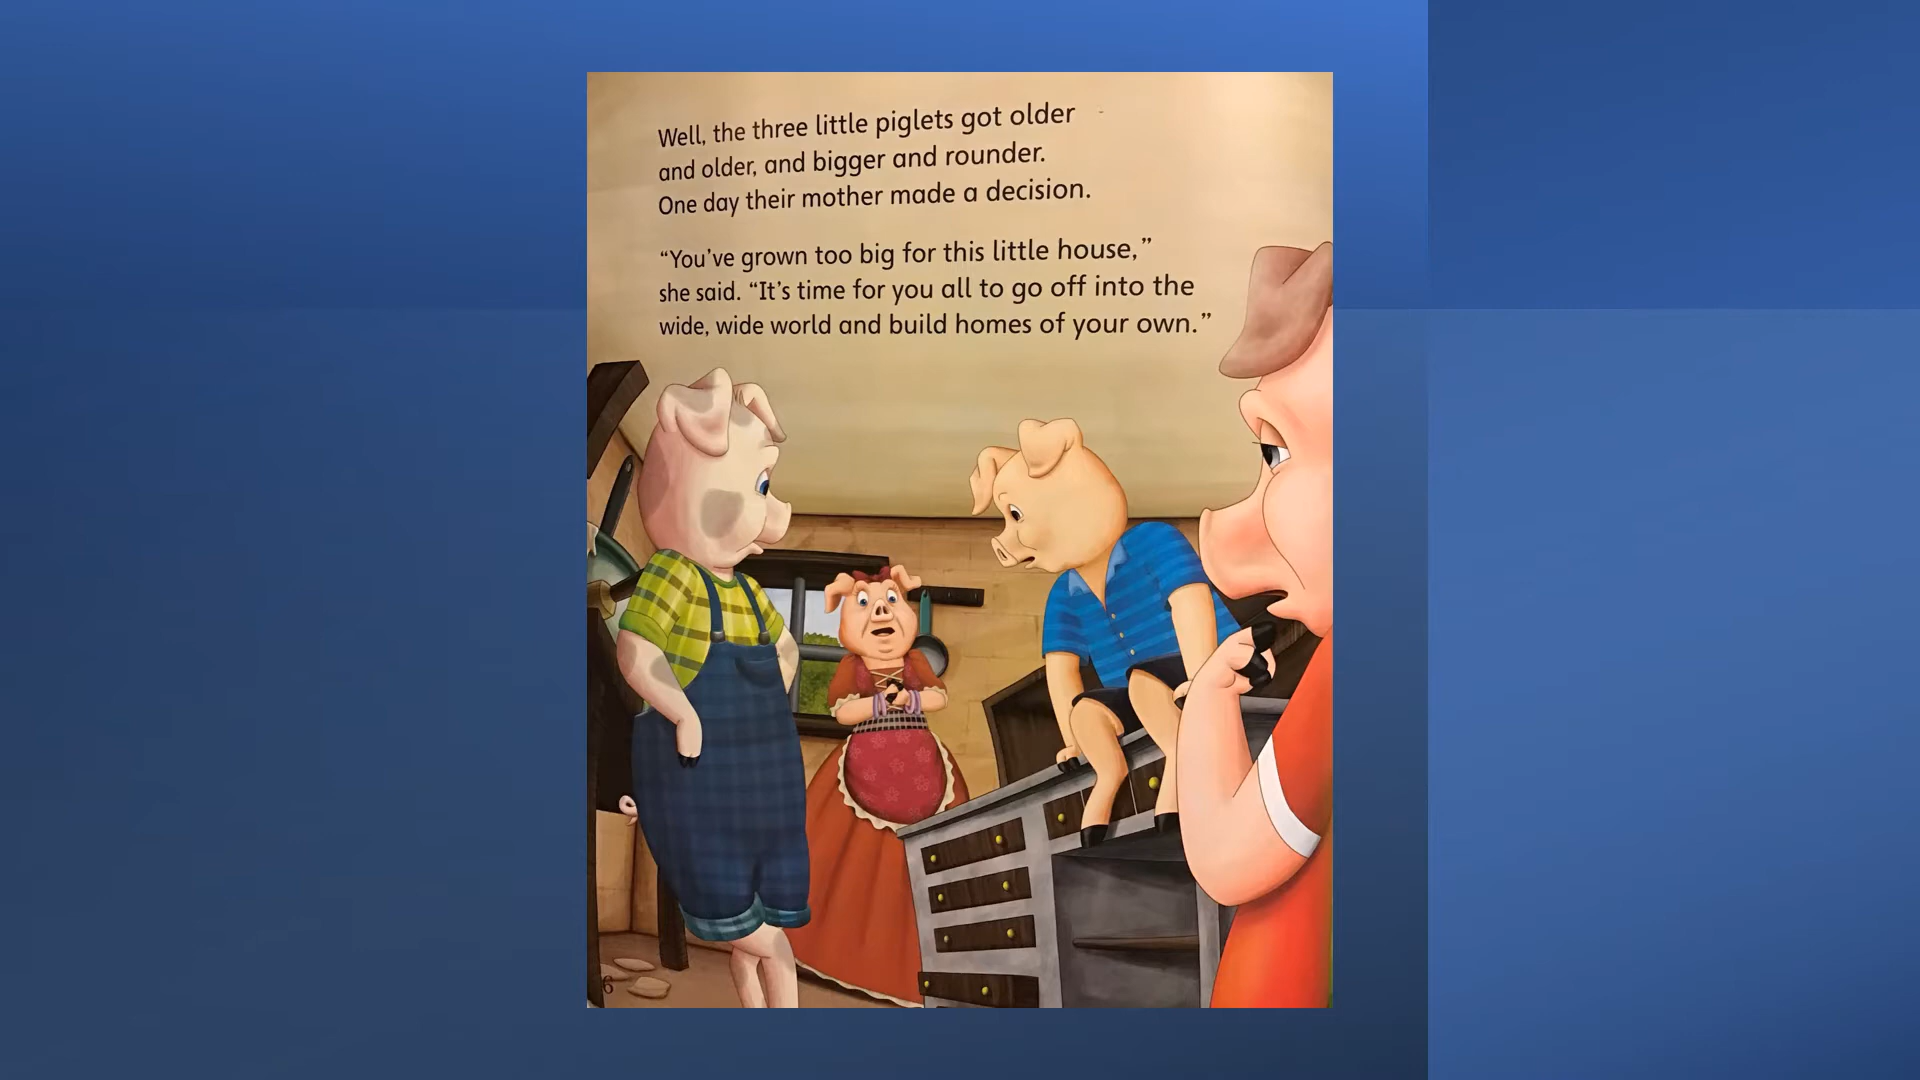 Well, the three little piglets got older
and older, and bigger and rounder.
One day their mother made a decision.
“You’ve grown too big for this little house,”
she said. “It’s time for you all to go off into the
wide, wide world and build homes of your own.”
6